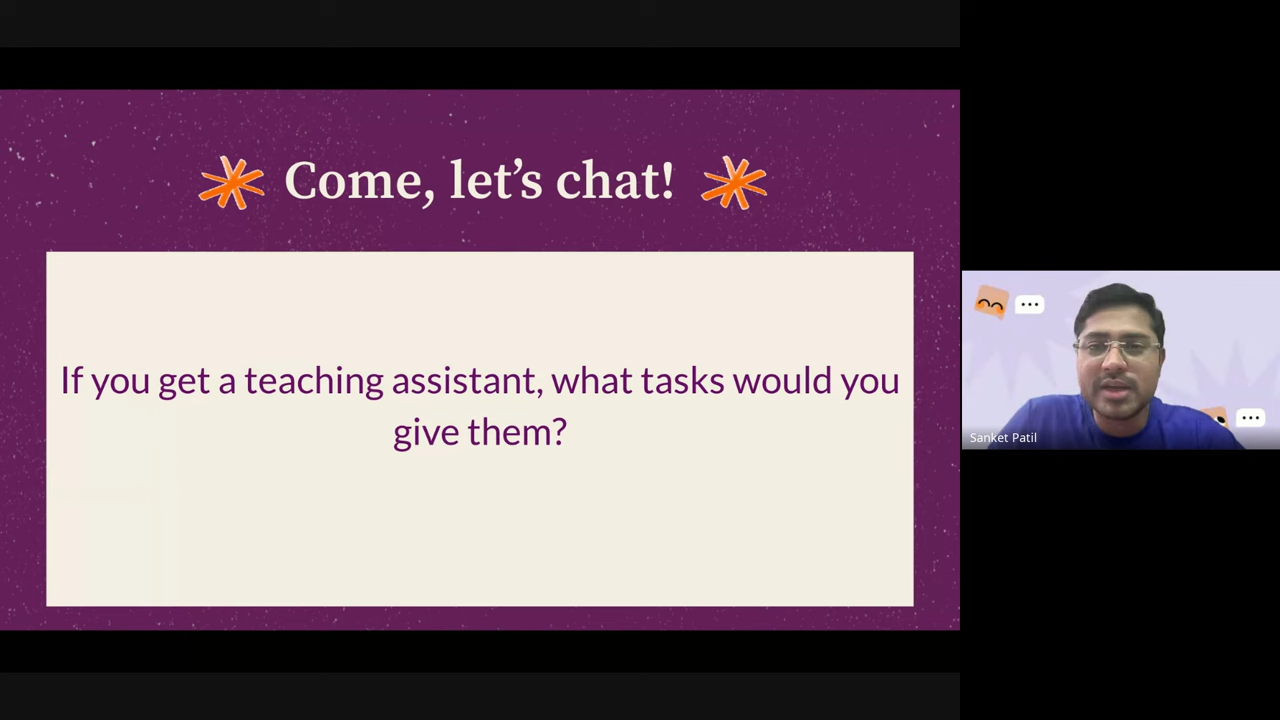 Come, let’s chat!
If you get a teaching assistant, what tasks would you
give them?
Sanket Patil